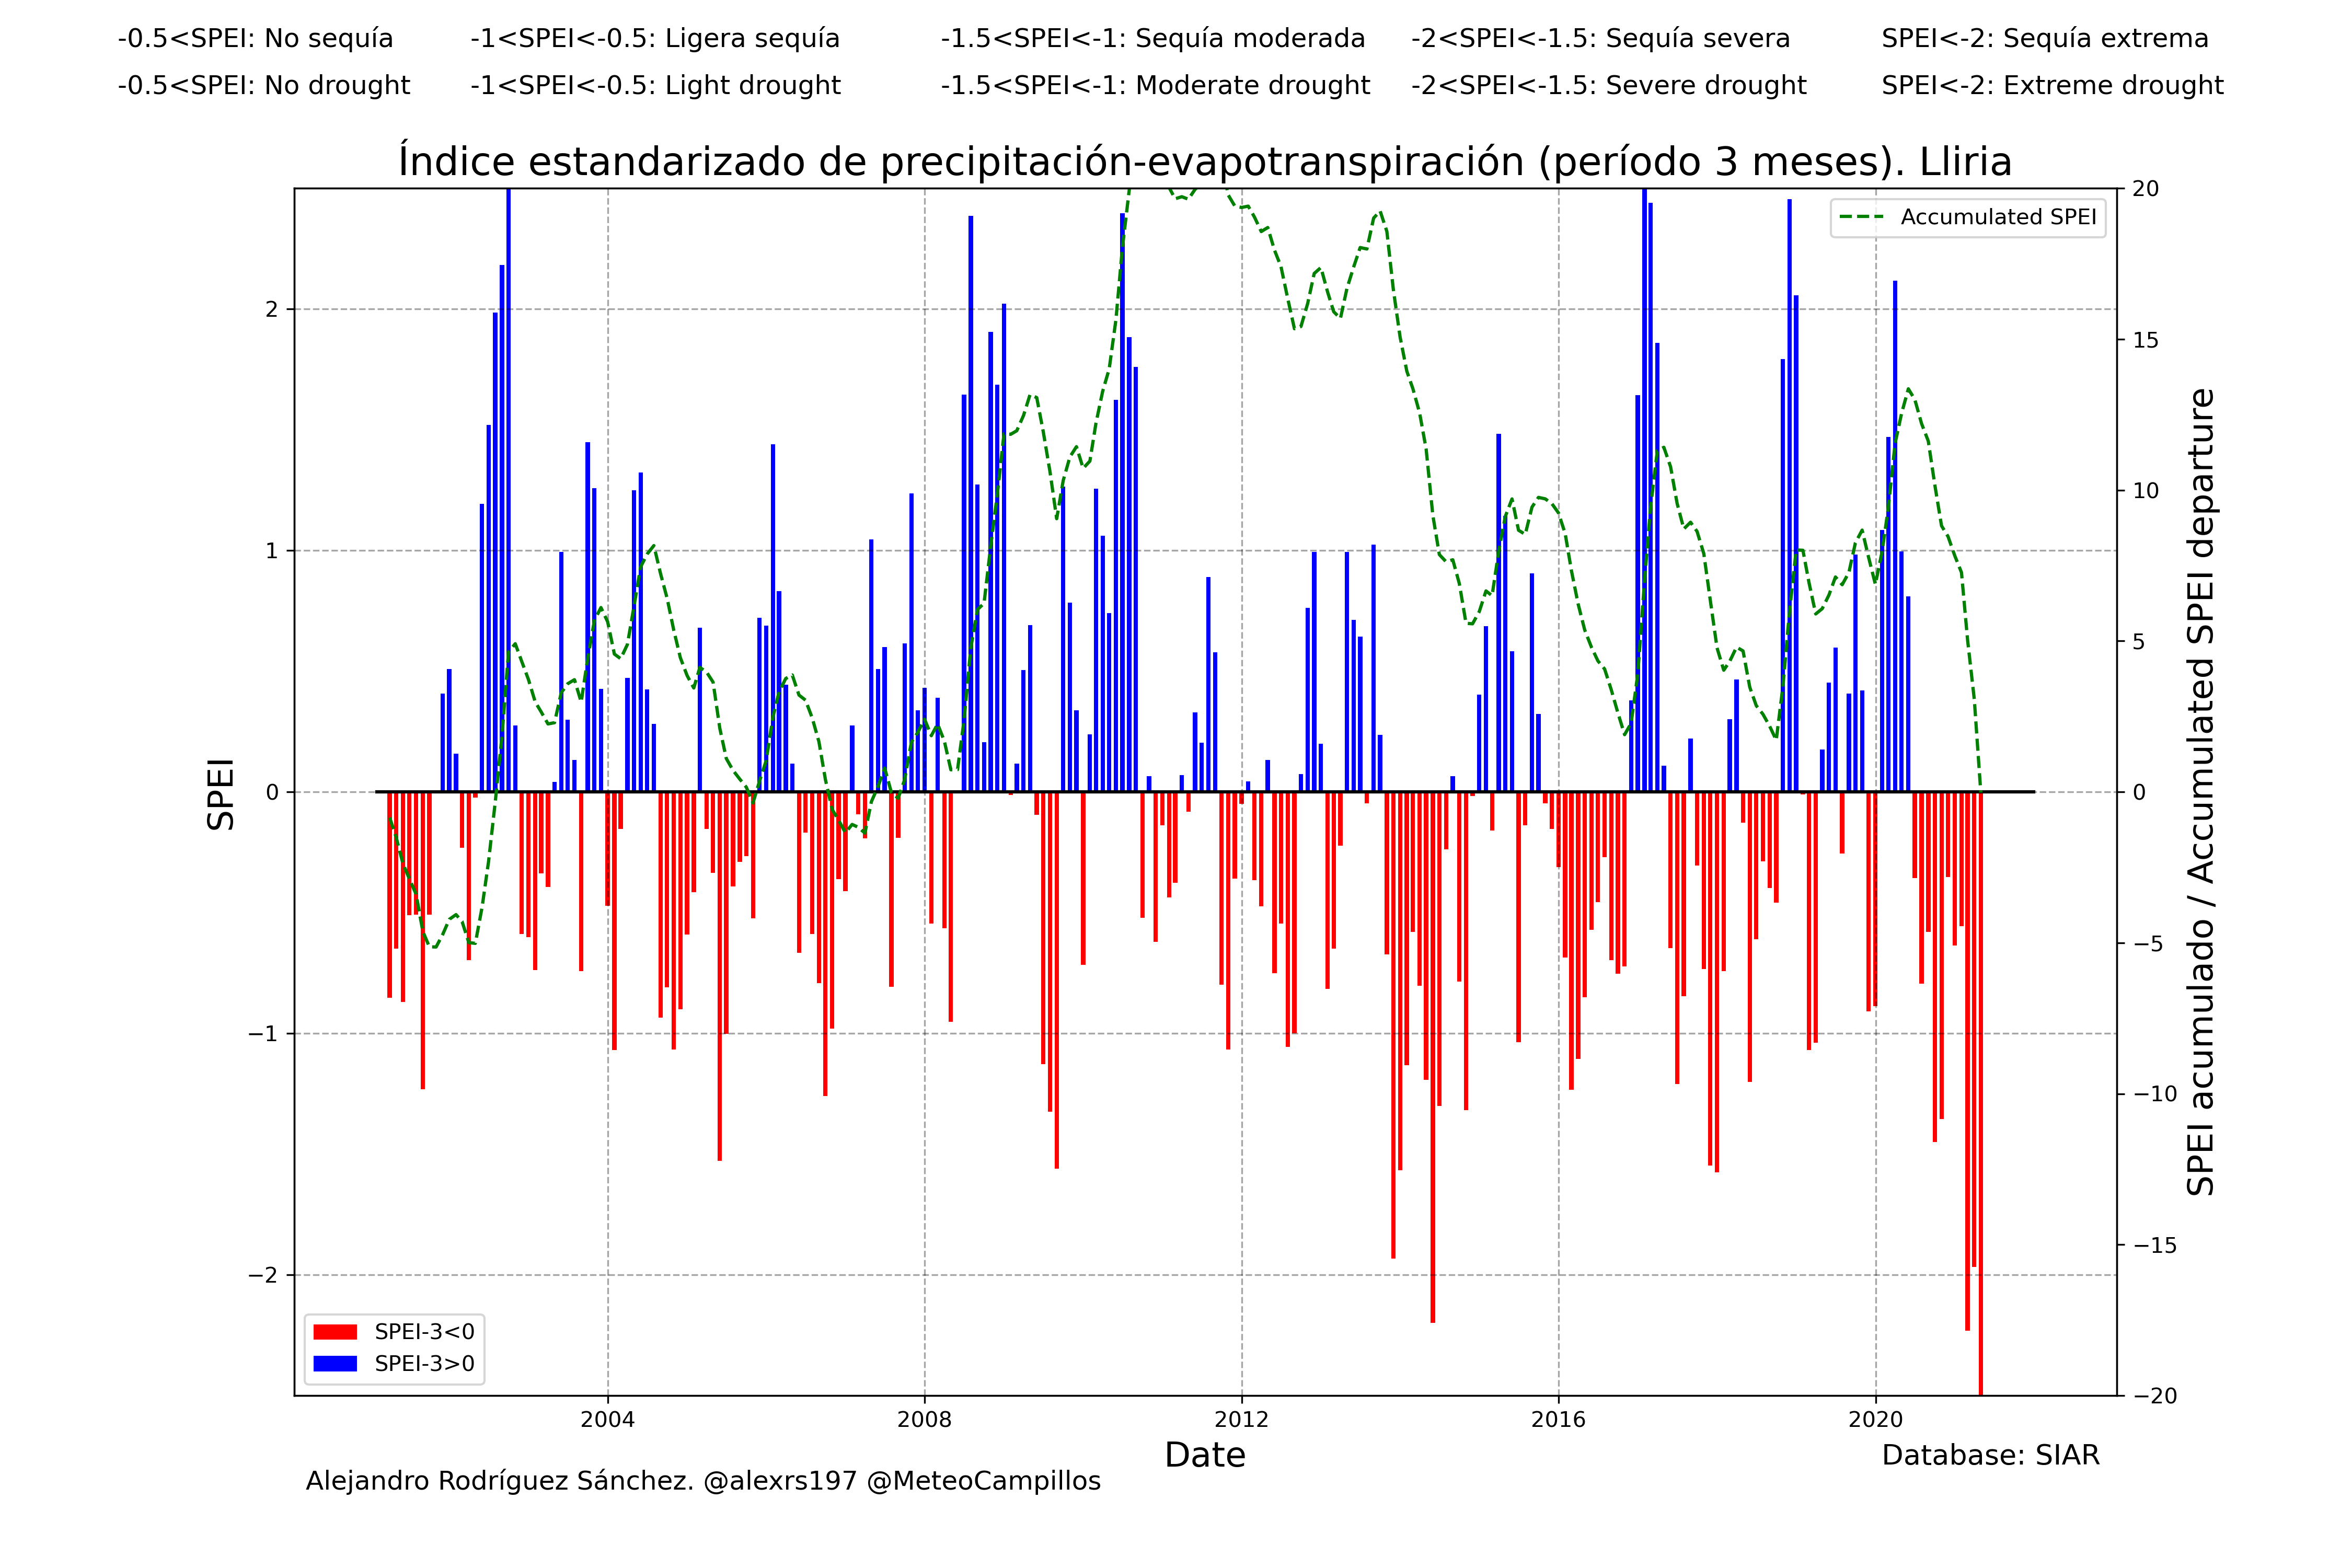 -0.5<SPEI: No sequía -1<SPEI<-0.5: Ligera sequía -1.5<SPEI<-1: Sequía moderada -2<SPEI<-1.5: Sequía severa SPEI<-2: Sequía extrema
-0.5<SPEI: No drought -1<SPEI<-0.5: Light drought -1.5<SPEI<-1: Moderate drought -2<SPEI<-1.5: Severe drought SPEI<-2: Extreme drought
Índice estandarizado de precipitación-evapotranspiración (período 3 meses). Lliria
Accumulated SPEI
SPEI
2
1
0
−1
−2
20
15
10
5
0
−5
−10
−15
−20
SPEI acumulado / Accumulated SPEI departure
SPEI-3<0
SPEI-3>0
2004 2008 2012 2016 2020
Date
Database: SIAR
Alejandro Rodríguez Sánchez. @alexrs197 @MeteoCampillos